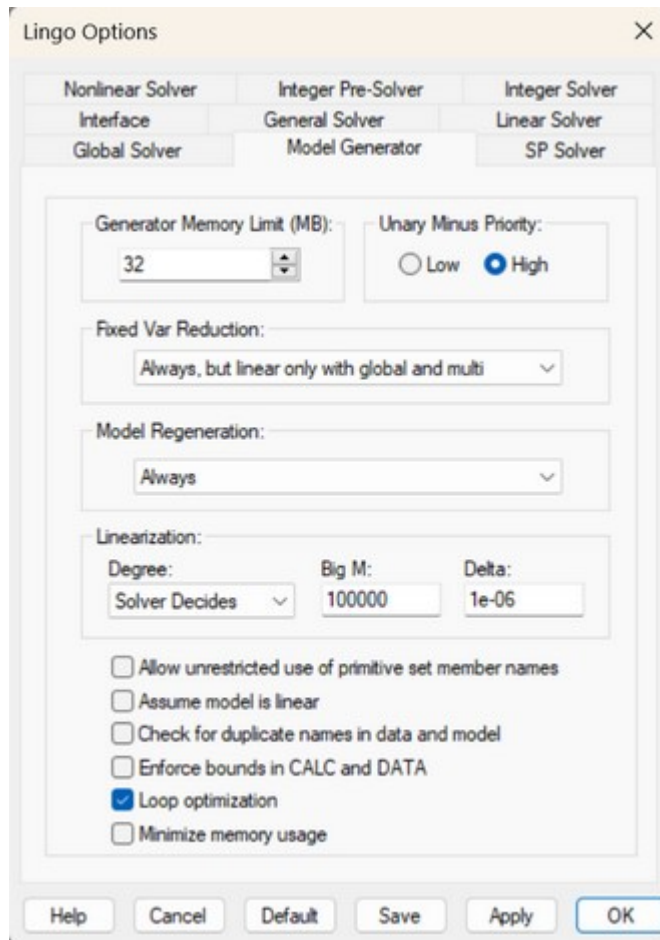 Lingo Options
Nonlinear Solver Integer Pre-Solver Integer Solver
Interface General Solver Linear Solver
Global Solver Model Generator SP Solver
Generator Memory Limit (MB): Unary Minus Priority:
32 Low High
Fixed Var Reduction:
Always, but linear only with global and multi
Model Regeneration:
Always
Linearization:
Degree: Big M: Delta:
Solver Decides 100000 1e-06
Allow unrestricted use of primitive set member names
Assume model is linear
Check for duplicate names in data and model
Enforce bounds in CALC and DATA
Loop optimization
Minimize memory usage
Help Cancel Default Save Apply OK